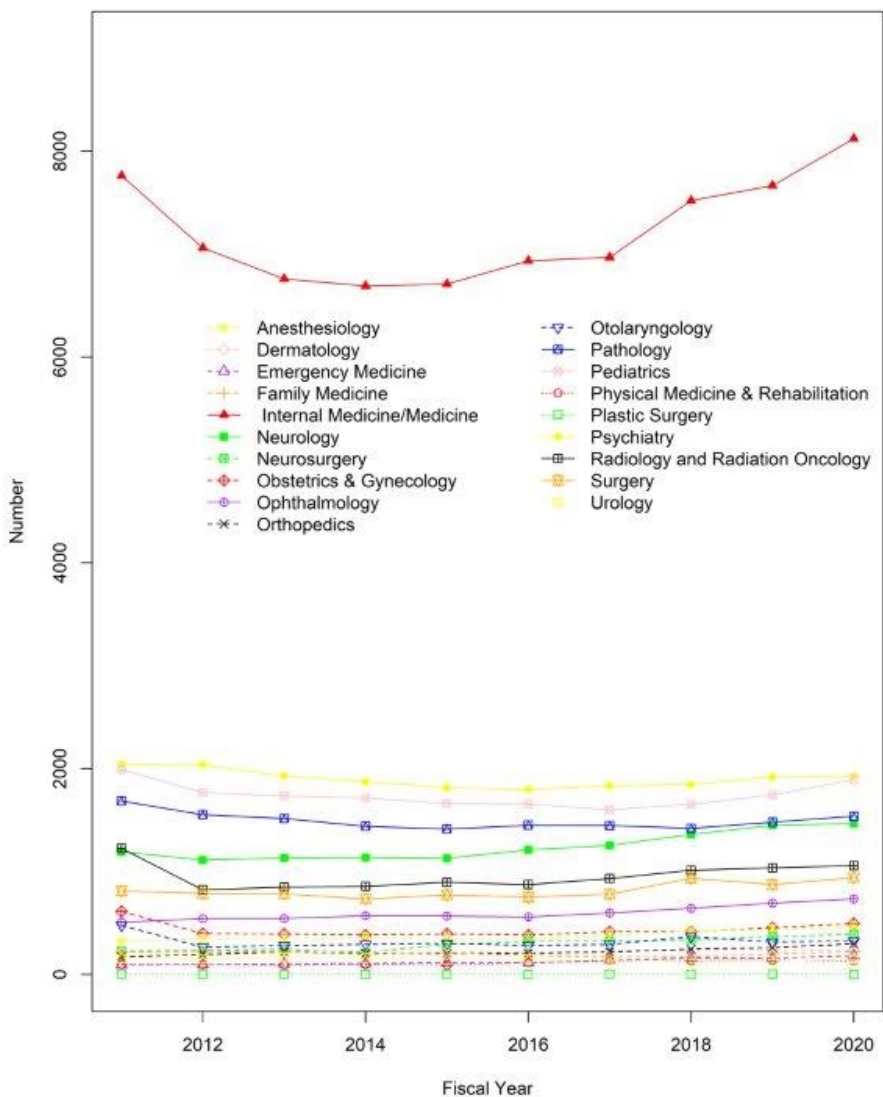 8000
6000
4000
2000
0
Number
Anesthesiology
Dermatology
Emergency Medicine
Family Medicine
Internal Medicine/Medicine
Neurology
Neurosurgery
Obstetrics & Gynecology
Ophthalmology
Orthopedics
Otolaryngology
Pathology
Pediatrics
Physical Medicine & Rehabilitation
Plastic Surgery
Psychiatry
Radiology and Radiation Oncology
Surgery
Urology
2012 2014 2016 2018 2020
Fiscal Year